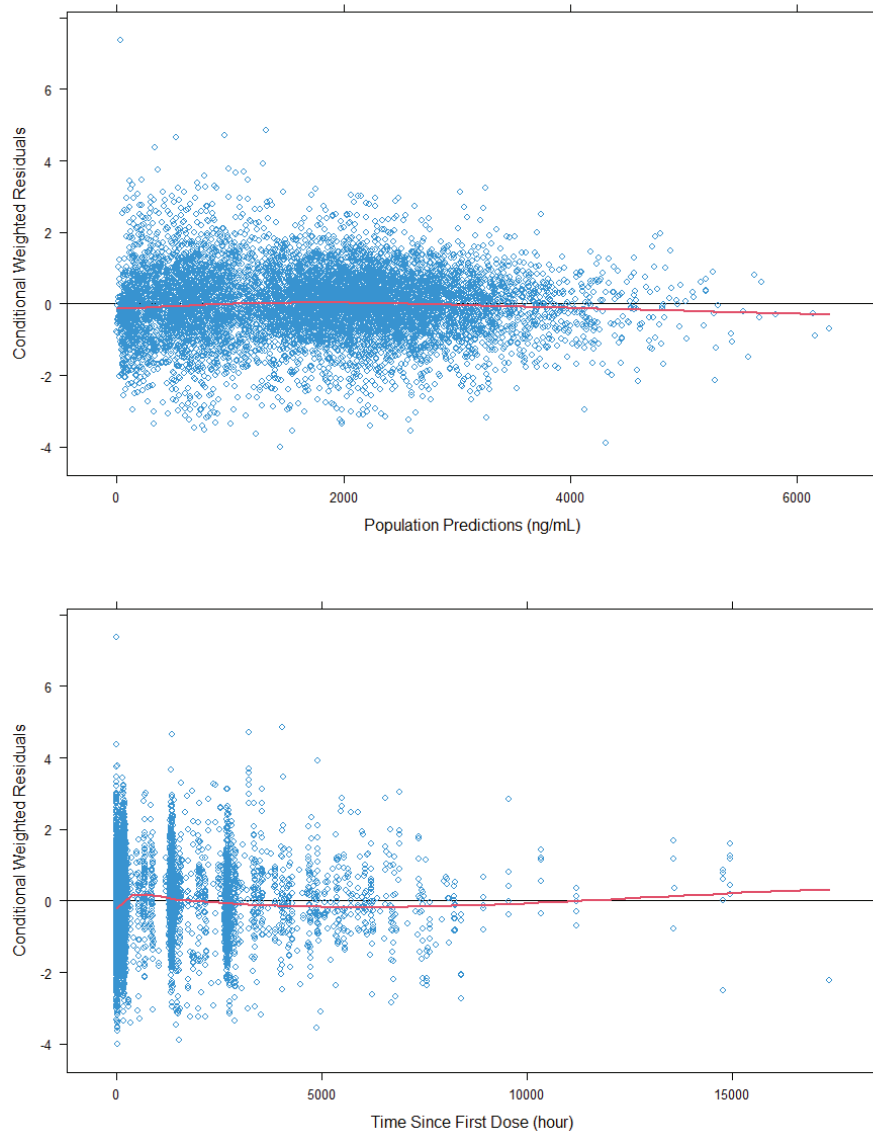 6
4
2
0
-2
-4
Conditional Weighted Residuals
0 2000 4000 6000
Population Predictions (ng/mL)
6
4
2
0
-2
-4
Conditional Weighted Residuals
0 5000 10000 15000
Time Since First Dose (hour)